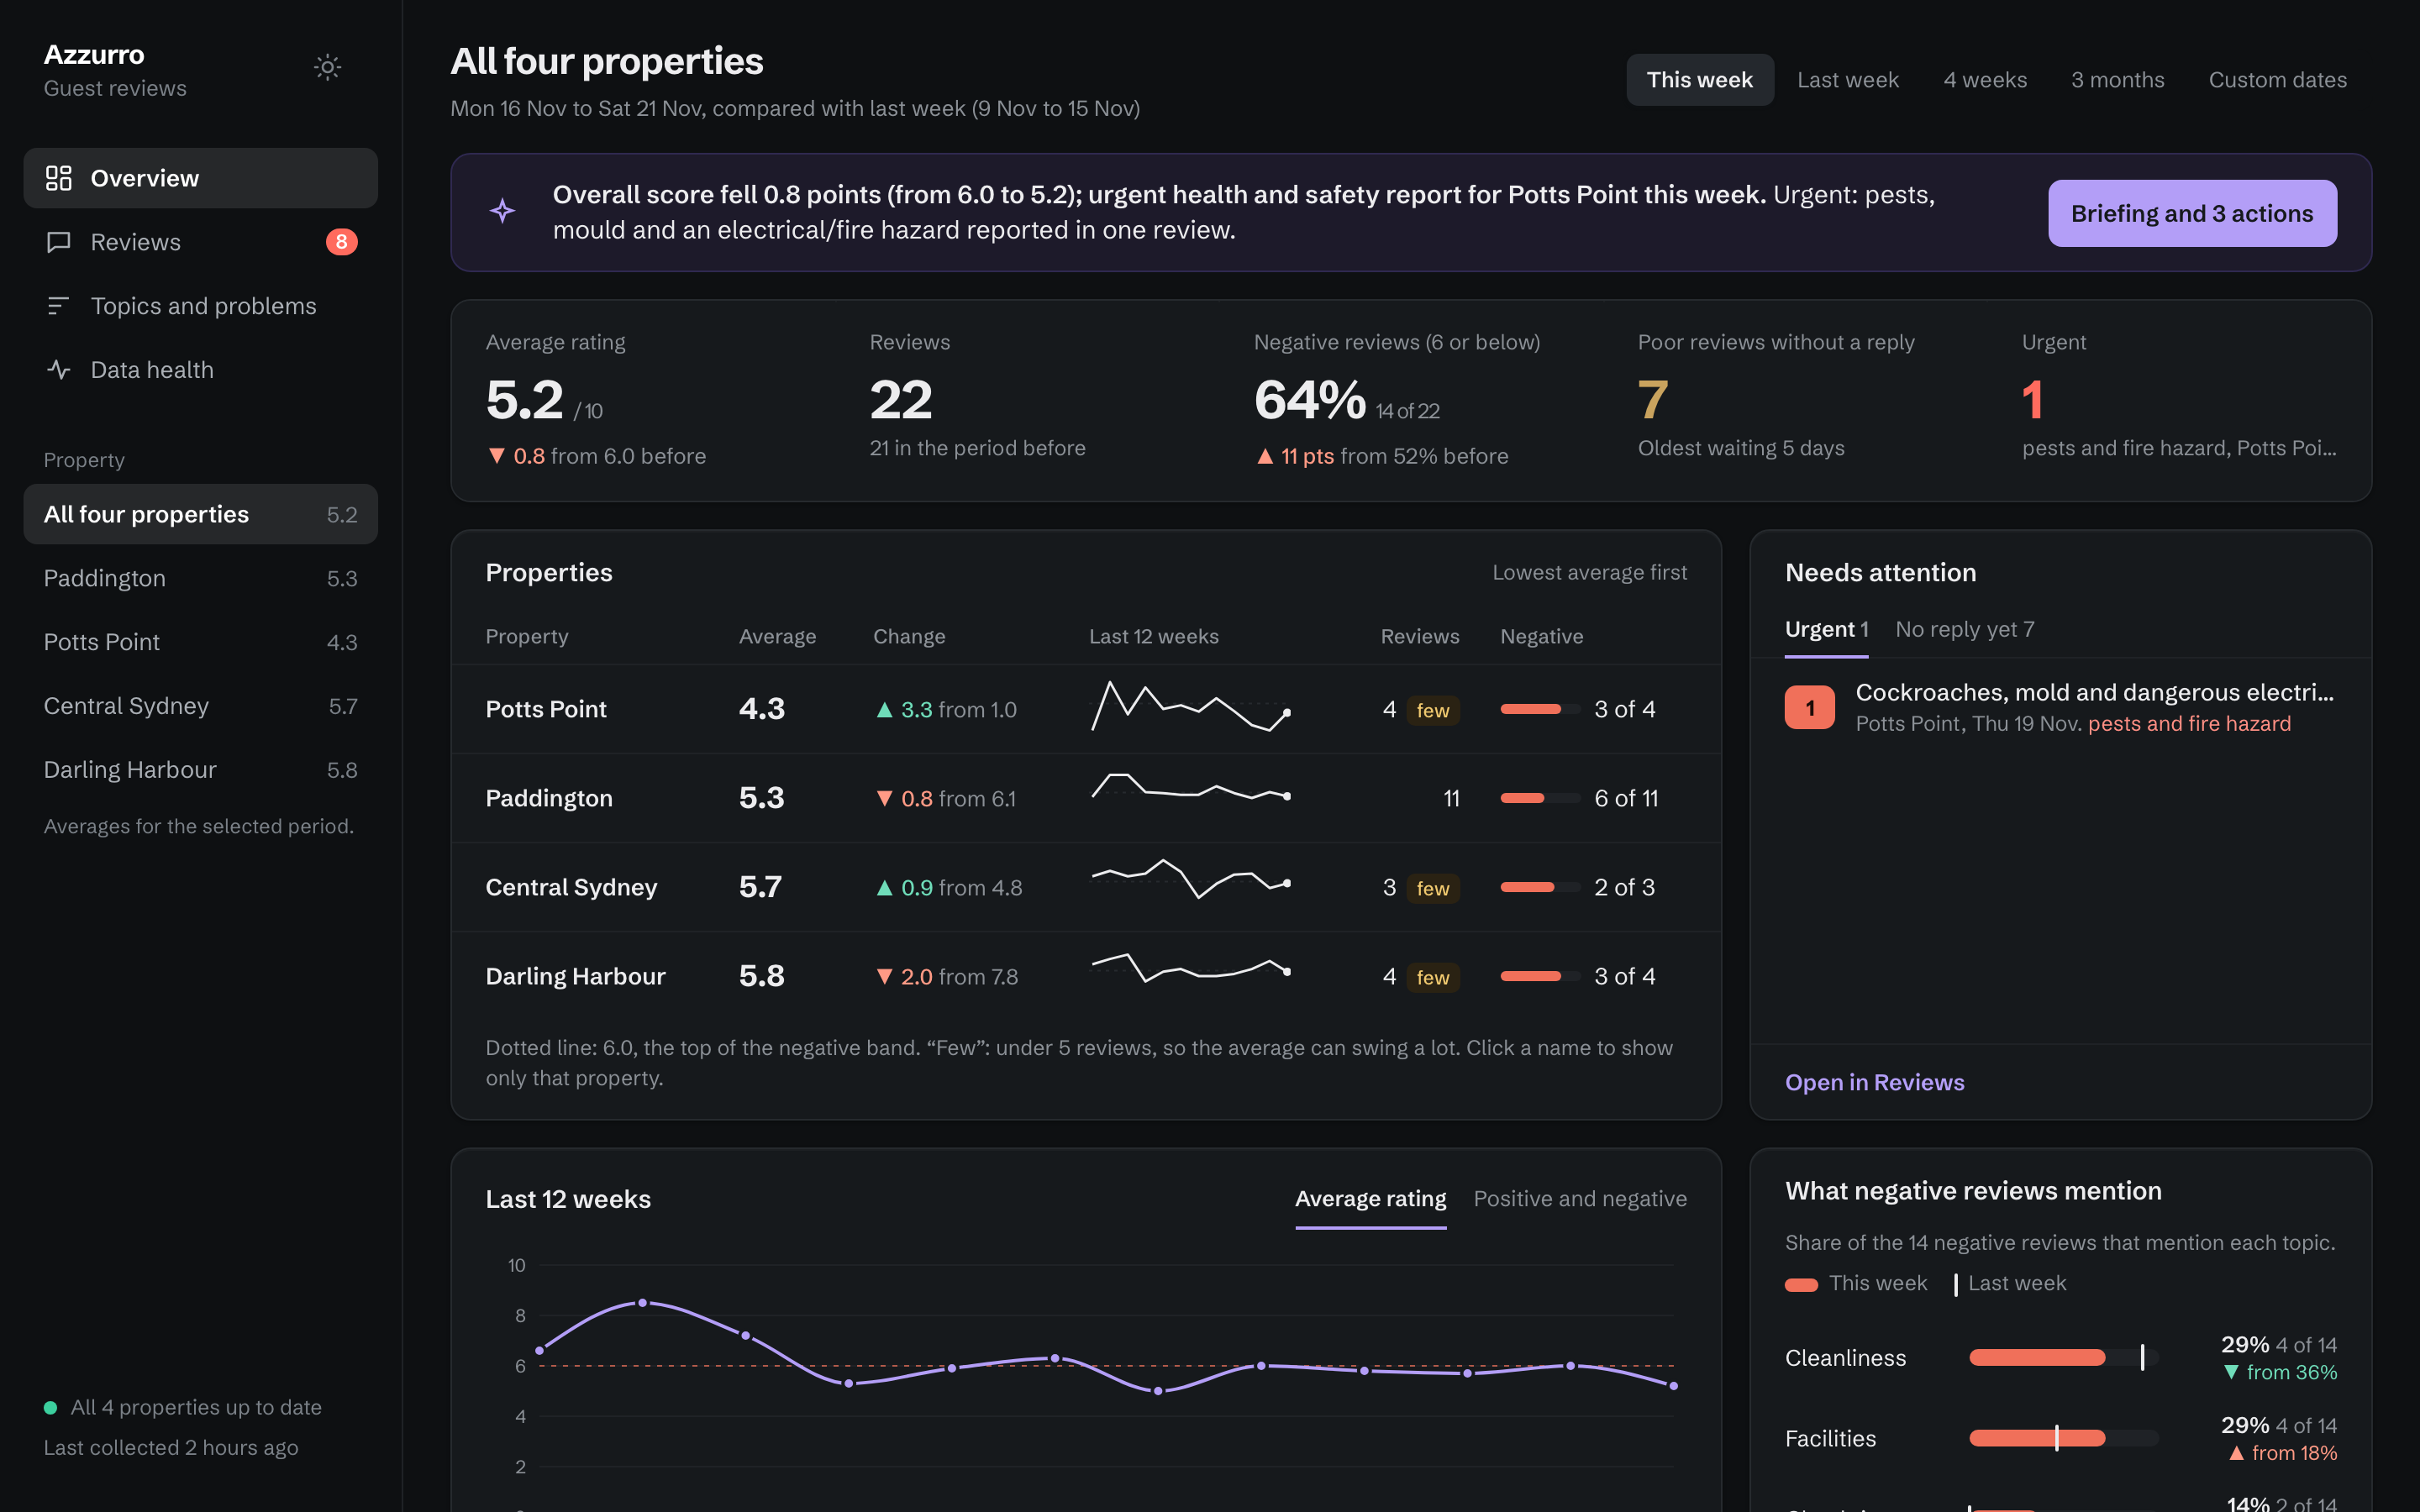 Azzurro
Guest reviews
Overview
Reviews 8
Topics and problems
Data health
Property
All four properties 5.2
Paddington 5.3
Potts Point 4.3
Central Sydney 5.7
Darling Harbour 5.8
Averages for the selected period.
All 4 properties up to date
Last collected 2 hours ago
All four properties
Mon 16 Nov to Sat 21 Nov, compared with last week (9 Nov to 15 Nov)
This week Last week 4 weeks 3 months Custom dates
Overall score fell 0.8 points (from 6.0 to 5.2); urgent health and safety report for Potts Point this week. Urgent: pests,
mould and an electrical/fire hazard reported in one review.
Briefing and 3 actions
Average rating
5.2 / 10
▼ 0.8 from 6.0 before
Reviews
22
21 in the period before
Negative reviews (6 or below)
64% 14 of 22
▲ 11 pts from 52% before
Poor reviews without a reply
7
Oldest waiting 5 days
Urgent
1
pests and fire hazard, Potts Poi...
Properties Lowest average first
Property Average Change Last 12 weeks Reviews Negative
Potts Point 4.3 ▲ 3.3 from 1.0 4 few 3 of 4
Paddington 5.3 ▼ 0.8 from 6.1 11 6 of 11
Central Sydney 5.7 ▲ 0.9 from 4.8 3 few 2 of 3
Darling Harbour 5.8 ▼ 2.0 from 7.8 4 few 3 of 4
Dotted line: 6.0, the top of the negative band. “Few”: under 5 reviews, so the average can swing a lot. Click a name to show
only that property.
Needs attention
Urgent 1 No reply yet 7
1 Cockroaches, mold and dangerous electri...
Potts Point, Thu 19 Nov. pests and fire hazard
Open in Reviews
Last 12 weeks Average rating Positive and negative
10
8
6
4
2
What negative reviews mention
Share of the 14 negative reviews that mention each topic.
This week Last week
Cleanliness 29% 4 of 14
▼ from 36%
Facilities 29% 4 of 14
▲ from 18%
14% 2 of 14